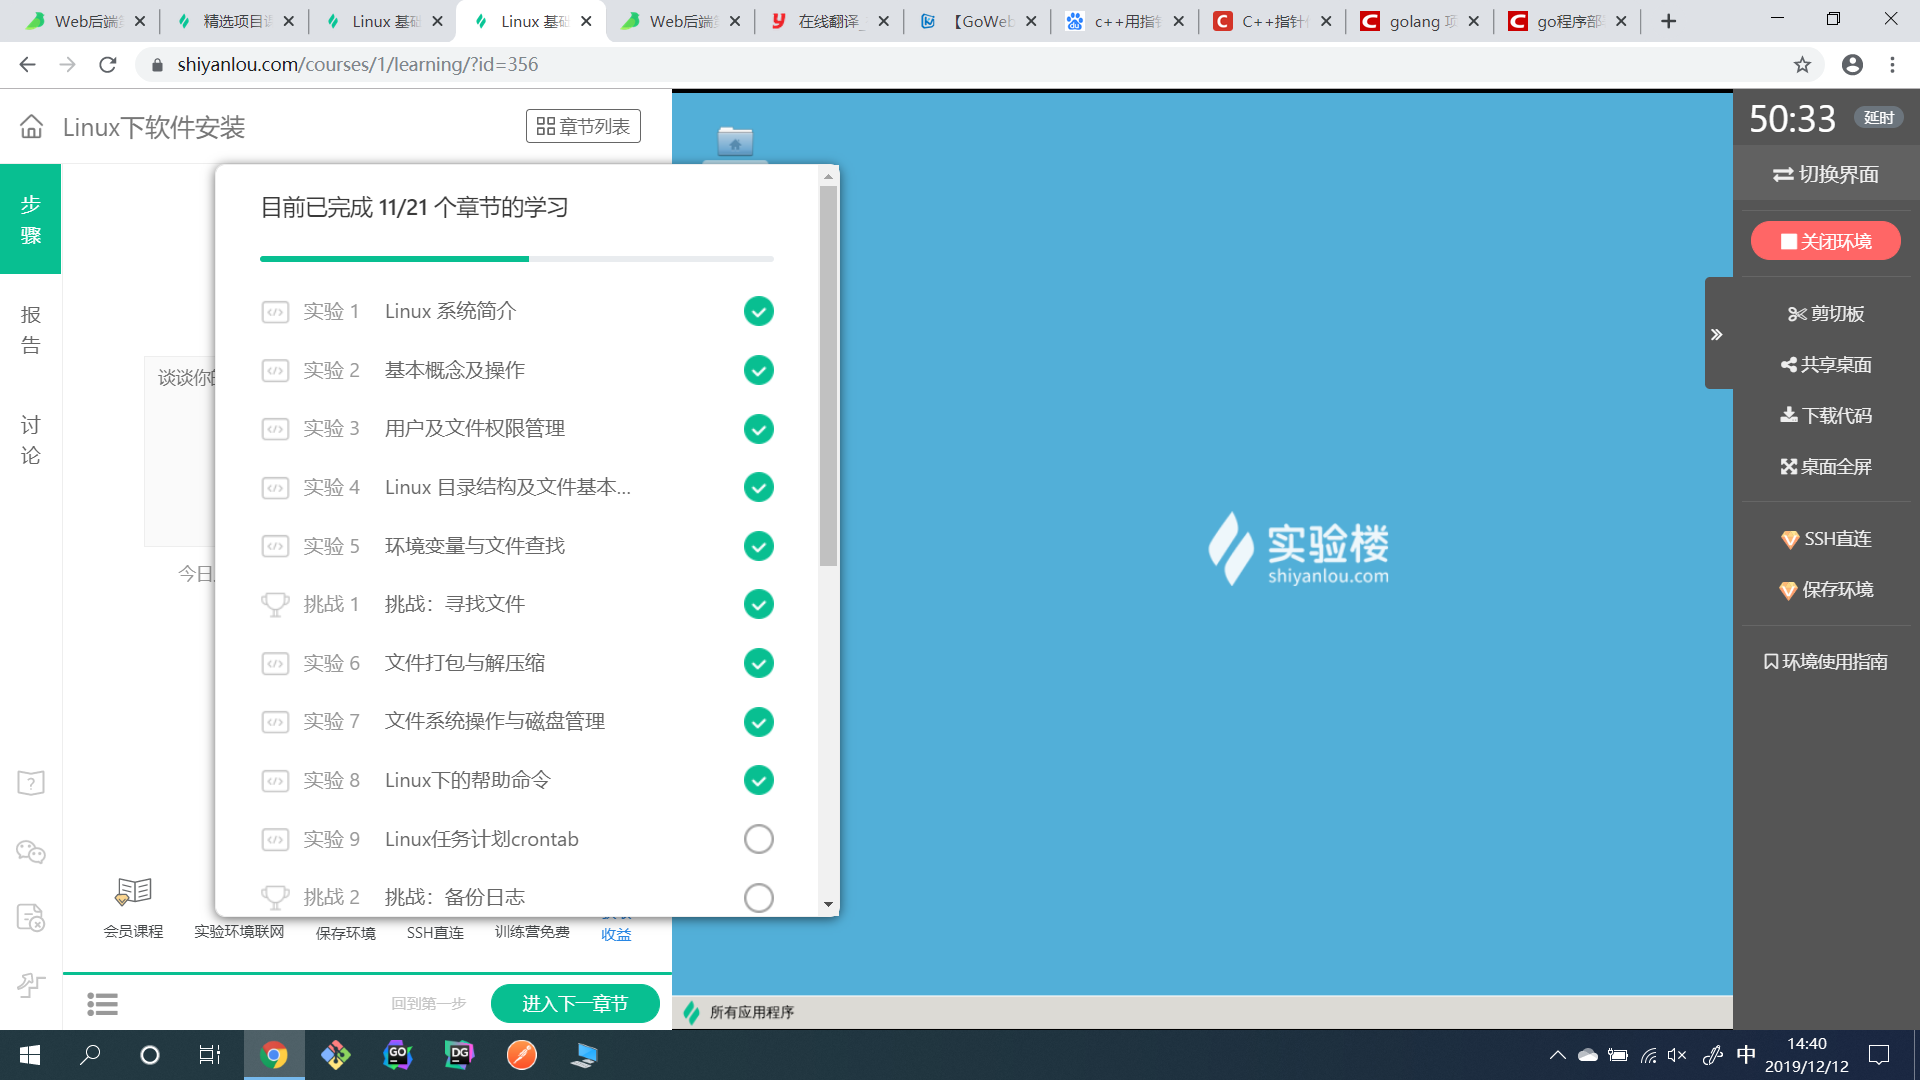 Web后端
精选项目课
Linux 基础
Linux 基础
Web后端
在线翻译_
【GoWeb
c++用指针
C++指针
golang 项
go程序部
shiyanlou.com/courses/1/learning/?id=356
Linux下软件安装
章节列表
50:33
延时
切换界面
关闭环境
剪切板
共享桌面
下载代码
桌面全屏
SSH直连
保存环境
环境使用指南
步骤
报告
讨论
谈谈你的
今日
目前已完成 11/21 个章节的学习
实验 1 Linux 系统简介
实验 2 基本概念及操作
实验 3 用户及文件权限管理
实验 4 Linux 目录结构及文件基本...
实验 5 环境变量与文件查找
挑战 1 挑战：寻找文件
实验 6 文件打包与解压缩
实验 7 文件系统操作与磁盘管理
实验 8 Linux下的帮助命令
实验 9 Linux任务计划crontab
挑战 2 挑战：备份日志
会员课程
实验环境联网
保存环境
SSH直连
训练营免费
收益
回到第一步
进入下一章节
实验楼
shiyanlou.com
所有应用程序
GO
DG
中
14:40
2019/12/12